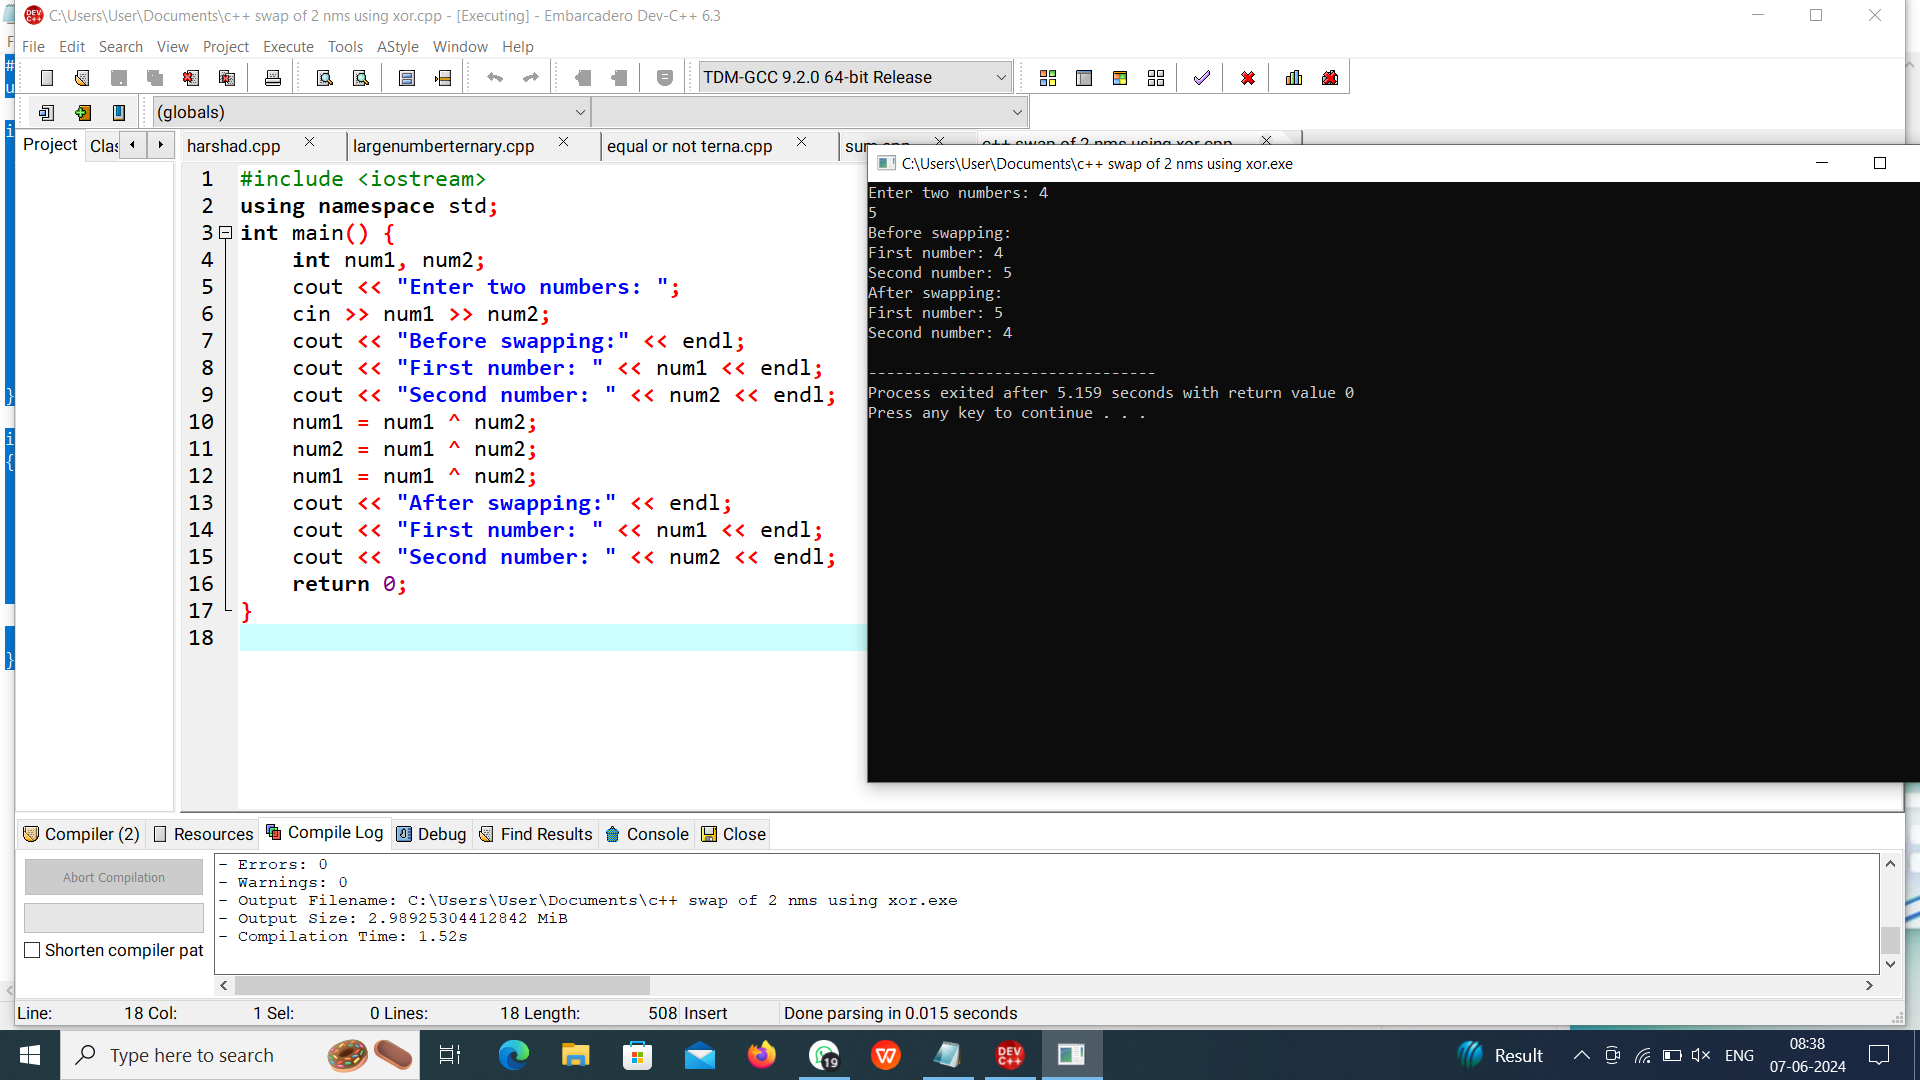 C:\Users\User\Documents\c++ swap of 2 nms using xor.cpp - [Executing] - Embarcadero Dev-C++ 6.3
File Edit Search View Project Execute Tools AStyle Window Help
TDM-GCC 9.2.0 64-bit Release
(globals)
Project Clas
harshad.cpp largenumberternary.cpp equal or not terna.cpp sum.cpp c++ swap of 2 nms using xor.cpp
1 #include <iostream>
2 using namespace std;
3 int main() {
4 int num1, num2;
5 cout << "Enter two numbers: ";
6 cin >> num1 >> num2;
7 cout << "Before swapping:" << endl;
8 cout << "First number: " << num1 << endl;
9 cout << "Second number: " << num2 << endl;
10 num1 = num1 ^ num2;
11 num2 = num1 ^ num2;
12 num1 = num1 ^ num2;
13 cout << "After swapping:" << endl;
14 cout << "First number: " << num1 << endl;
15 cout << "Second number: " << num2 << endl;
16 return 0;
17 }
18
C:\Users\User\Documents\c++ swap of 2 nms using xor.exe
Enter two numbers: 4
5
Before swapping:
First number: 4
Second number: 5
After swapping:
First number: 5
Second number: 4
--------------------------------
Process exited after 5.159 seconds with return value 0
Press any key to continue . . .
Compiler (2) Resources Compile Log Debug Find Results Console Close
Abort Compilation
Shorten compiler pat
- Errors: 0
- Warnings: 0
- Output Filename: C:\Users\User\Documents\c++ swap of 2 nms using xor.exe
- Output Size: 2.98925304412842 MiB
- Compilation Time: 1.52s
Line: 18 Col: 1 Sel: 0 Lines: 18 Length: 508 Insert Done parsing in 0.015 seconds
Type here to search
19
DEV C++
Result
ENG
08:38
07-06-2024